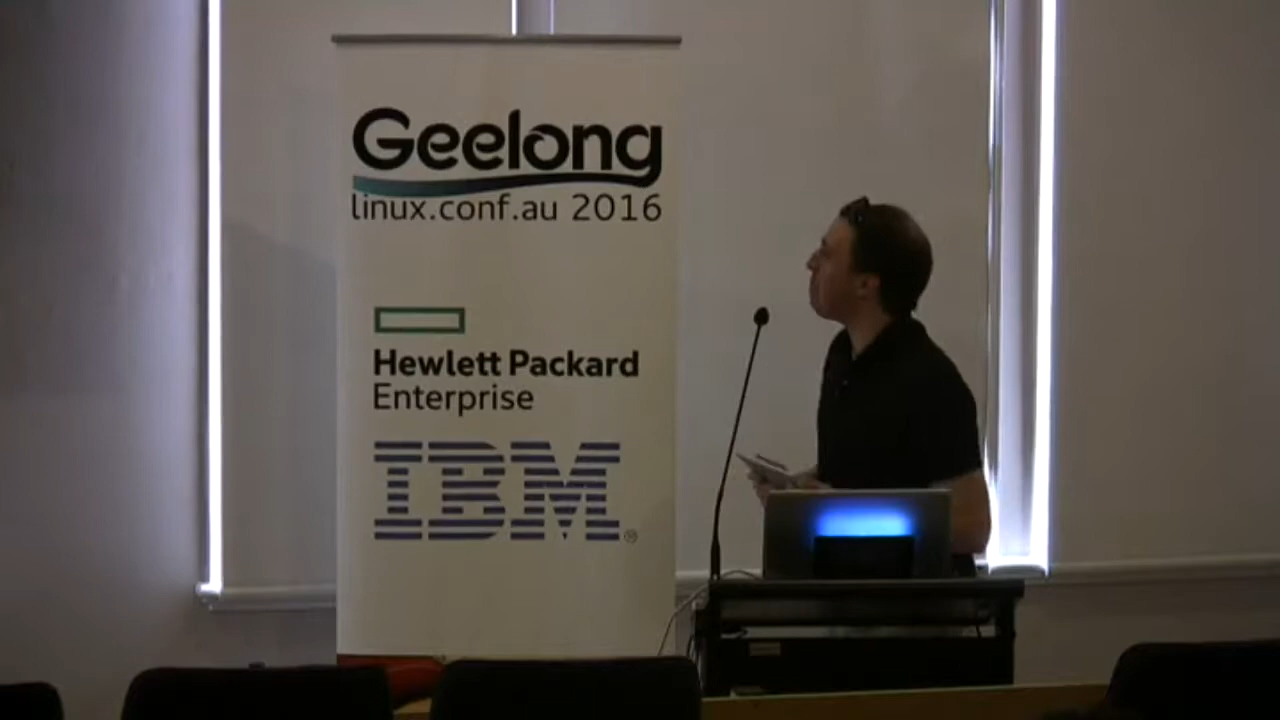 Geelong
linux.conf.au 2016
Hewlett Packard
Enterprise
IBM®